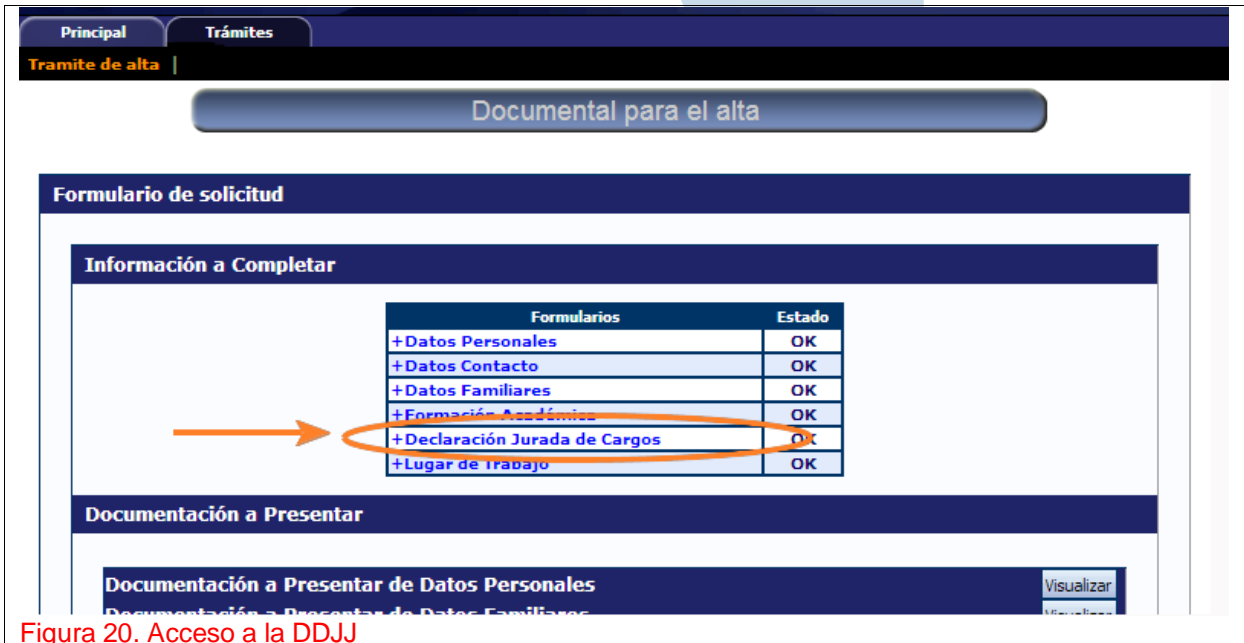 Principal Trámites
Tramite de alta |
Documental para el alta
Formulario de solicitud
Información a Completar
Formularios Estado
+Datos Personales OK
+Datos Contacto OK
+Datos Familiares OK
+Formación Académica OK
+Declaración Jurada de Cargos OK
+Lugar de Trabajo OK
Documentación a Presentar
Documentación a Presentar de Datos Personales Visualizar
Documentación a Presentar de Datos Familiares Visualizar
Figura 20. Acceso a la DDJJ